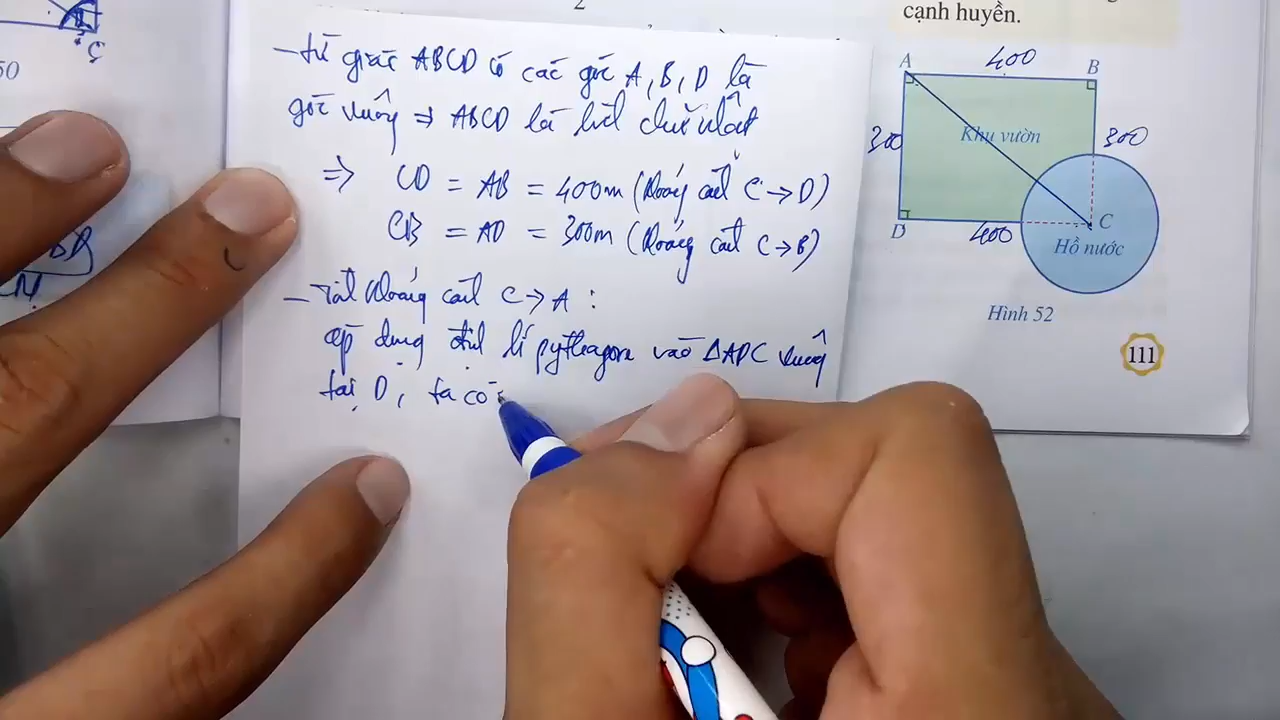 cạnh huyền.
- tứ giác ABCD có các góc A, B, D là
góc vuông ⇒ ABCD là hình chữ nhật
⇒ CD = AB = 400m (khoảng cách C → D)
CB = AD = 300m (khoảng cách C → B)
- Tính khoảng cách C → A :
áp dụng định lí pythagore vào ΔADC vuông
tại D, ta có
A
400
B
300
Khu vườn
300
D
400
C
Hồ nước
Hình 52
111
C
50